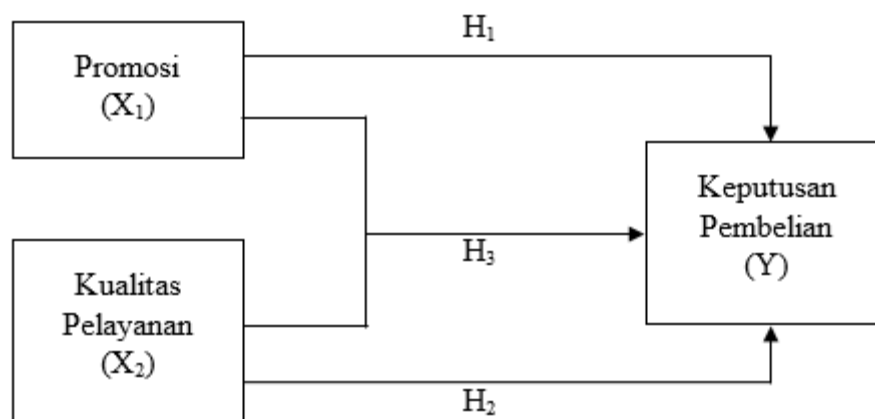 H₁
Promosi
(X₁)
Keputusan
Pembelian
(Y)
H₃
Kualitas
Pelayanan
(X₂)
H₂